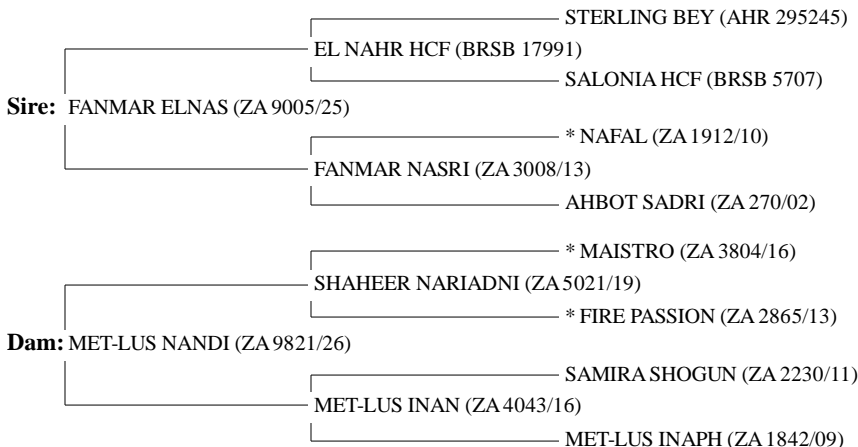 STERLING BEY (AHR 295245)
EL NAHR HCF (BRSB 17991)
SALONIA HCF (BRSB 5707)
Sire: FANMAR ELNAS (ZA 9005/25)
* NAFAL (ZA 1912/10)
FANMAR NASRI (ZA 3008/13)
AHBOT SADRI (ZA 270/02)
* MAISTRO (ZA 3804/16)
SHAHEER NARIADNI (ZA 5021/19)
* FIRE PASSION (ZA 2865/13)
Dam: MET-LUS NANDI (ZA 9821/26)
SAMIRA SHOGUN (ZA 2230/11)
MET-LUS INAN (ZA 4043/16)
MET-LUS INAPH (ZA 1842/09)